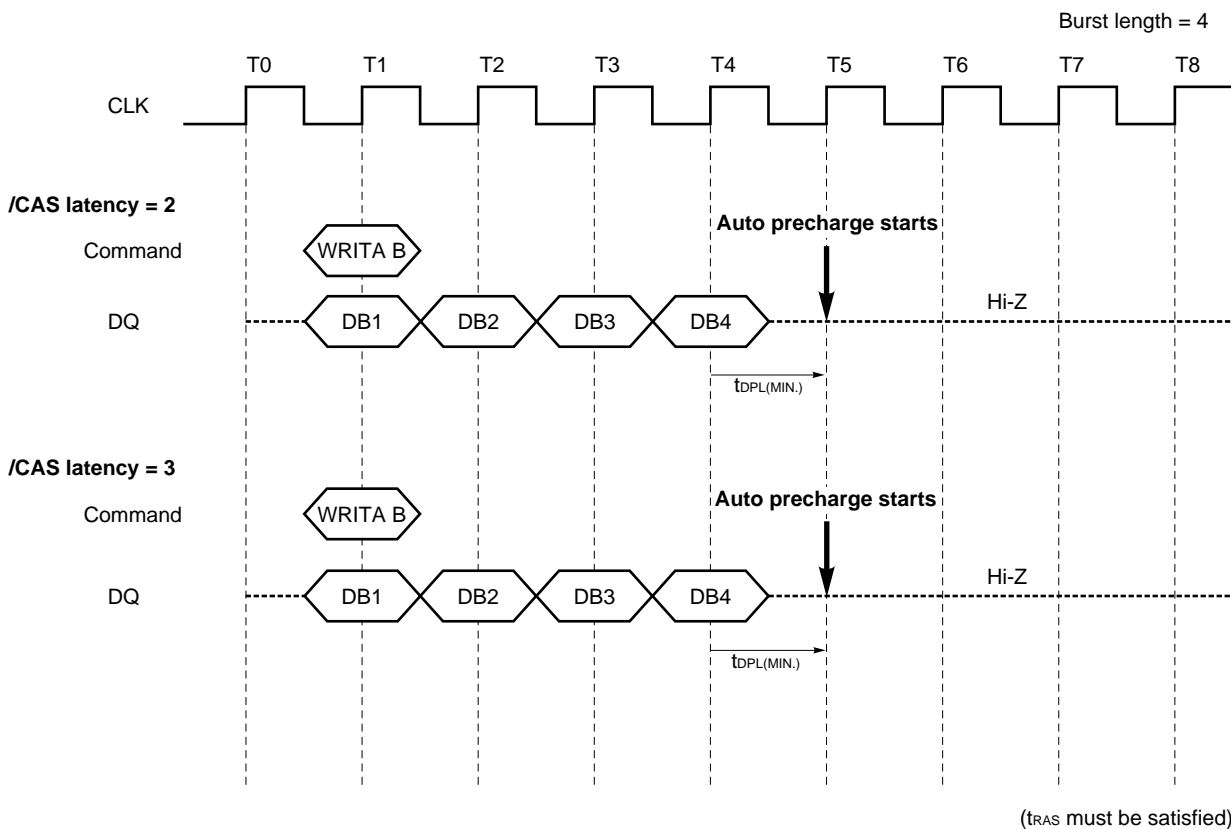 Burst length = 4
T0 T1 T2 T3 T4 T5 T6 T7 T8
CLK
/CAS latency = 2
Auto precharge starts
Command WRITA B
DQ DB1 DB2 DB3 DB4 Hi-Z
tDPL(MIN.)
/CAS latency = 3
Auto precharge starts
Command WRITA B
DQ DB1 DB2 DB3 DB4 Hi-Z
tDPL(MIN.)
(tRAS must be satisfied)